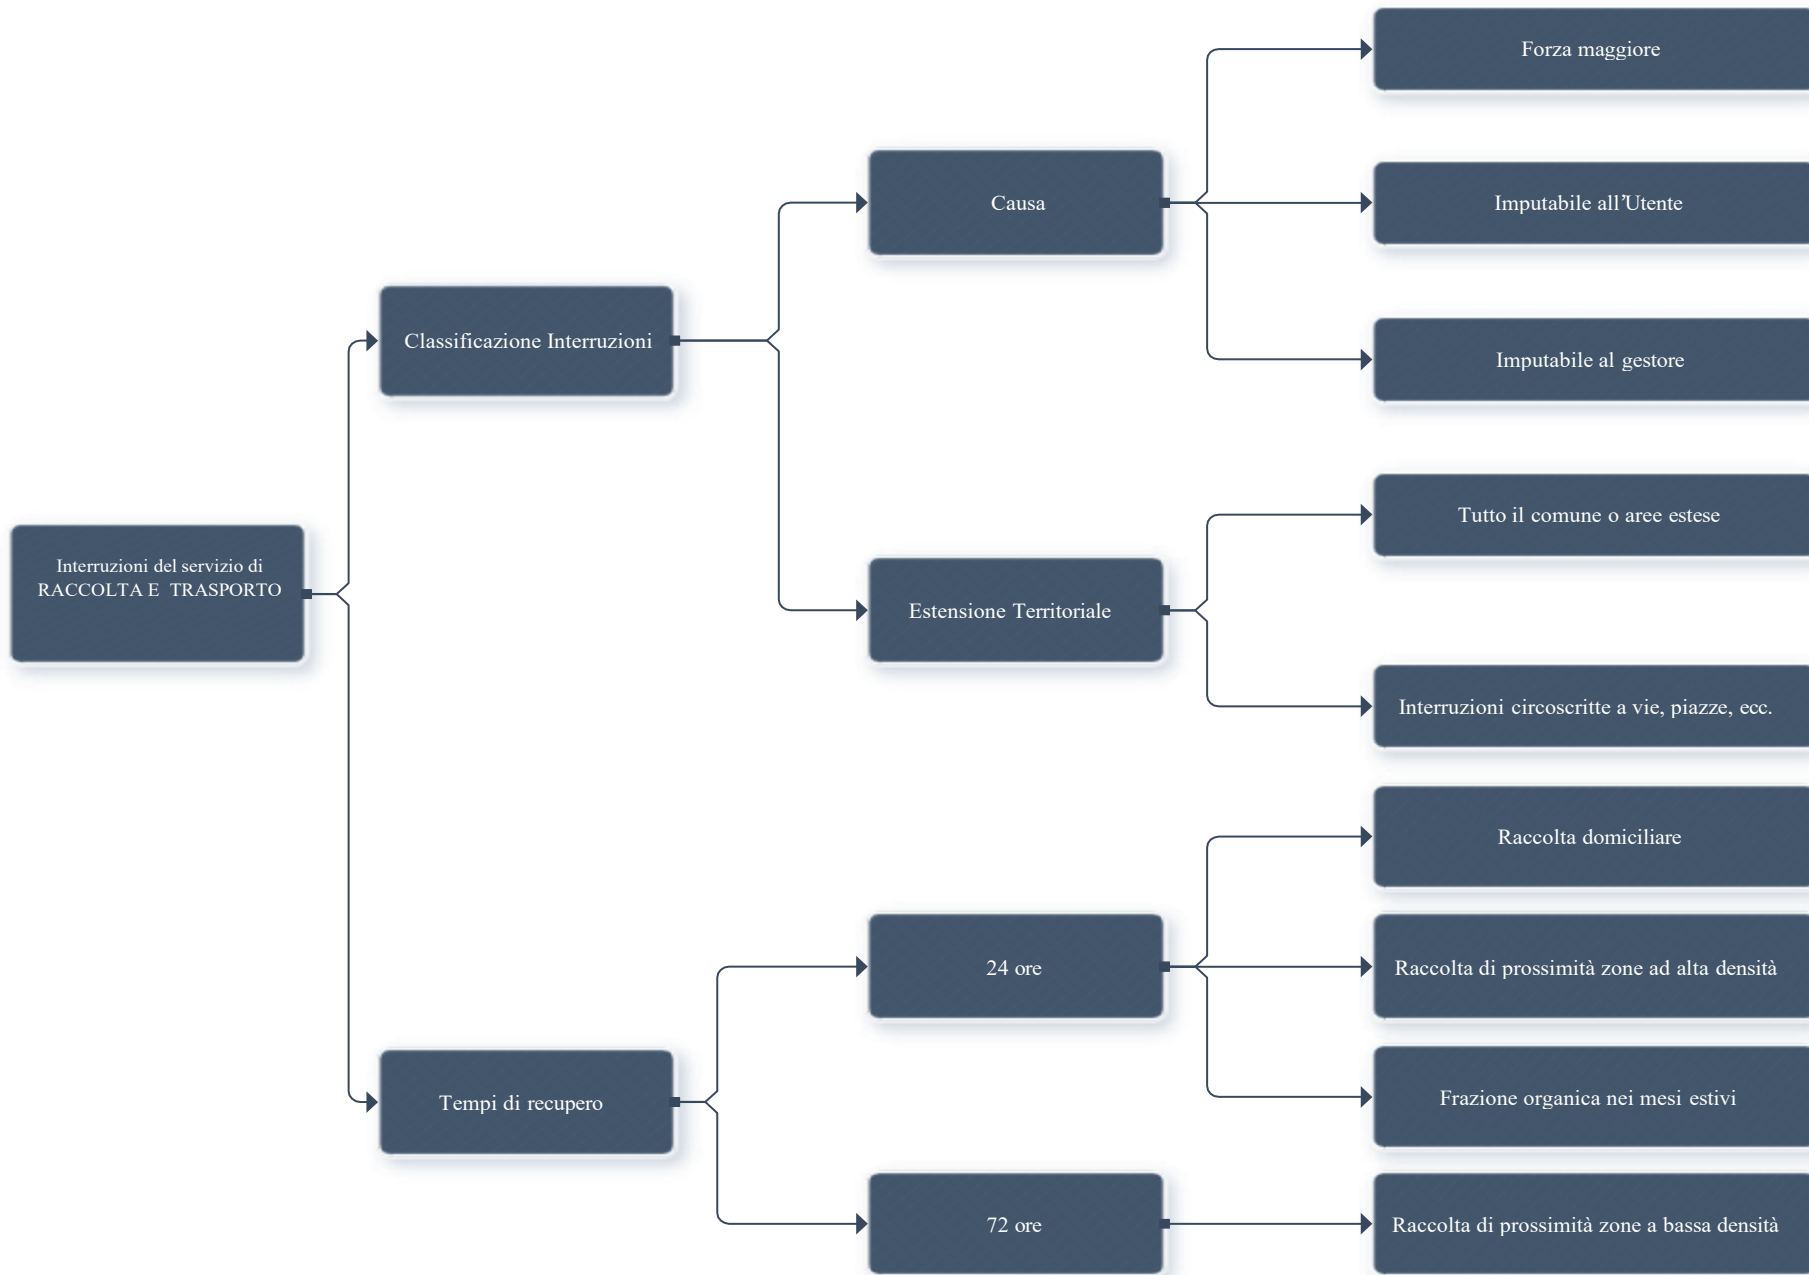 Forza maggiore
Causa
Imputabile all'Utente
Classificazione Interruzioni
Imputabile al gestore
Tutto il comune o aree estese
Interruzioni del servizio di
RACCOLTA E TRASPORTO
Estensione Territoriale
Interruzioni circoscritte a vie, piazze, ecc.
Raccolta domiciliare
24 ore
Raccolta di prossimità zone ad alta densità
Tempi di recupero
Frazione organica nei mesi estivi
72 ore
Raccolta di prossimità zone a bassa densità